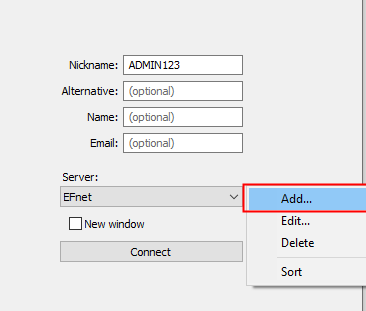 Nickname: ADMIN123
Alternative: (optional)
Name: (optional)
Email: (optional)
Server:
EFnet
New window
Connect
Add...
Edit...
Delete
Sort